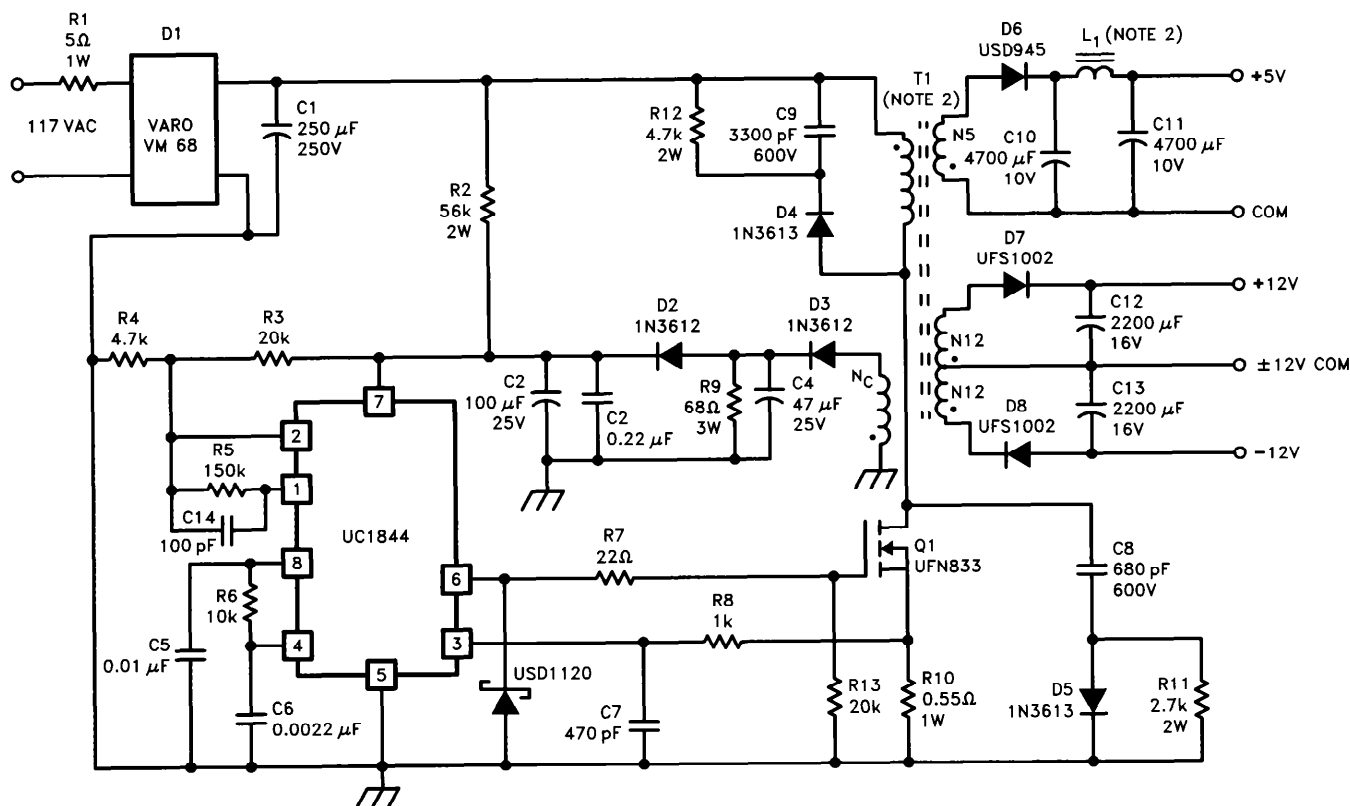 R1
5Ω
1W
D1
117 VAC
VARO
VM 68
C1
250 µF
250V
R2
56k
2W
R12
4.7k
2W
C9
3300 pF
600V
D4
1N3613
T1
(NOTE 2)
D6
USD945
L1 (NOTE 2)
+5V
N5
C10
4700 µF
10V
C11
4700 µF
10V
COM
D7
UFS1002
+12V
N12
C12
2200 µF
16V
±12V COM
N12
C13
2200 µF
16V
D8
UFS1002
-12V
R4
4.7k
R3
20k
D2
1N3612
D3
1N3612
NC
C2
100 µF
25V
C2
0.22 µF
R9
68Ω
3W
C4
47 µF
25V
7
2
R5
150k
1
C14
100 pF
UC1844
8
R6
10k
4
5
6
3
C5
0.01 µF
C6
0.0022 µF
USD1120
R7
22Ω
R8
1k
C7
470 pF
R13
20k
Q1
UFN833
R10
0.55Ω
1W
C8
680 pF
600V
D5
1N3613
R11
2.7k
2W